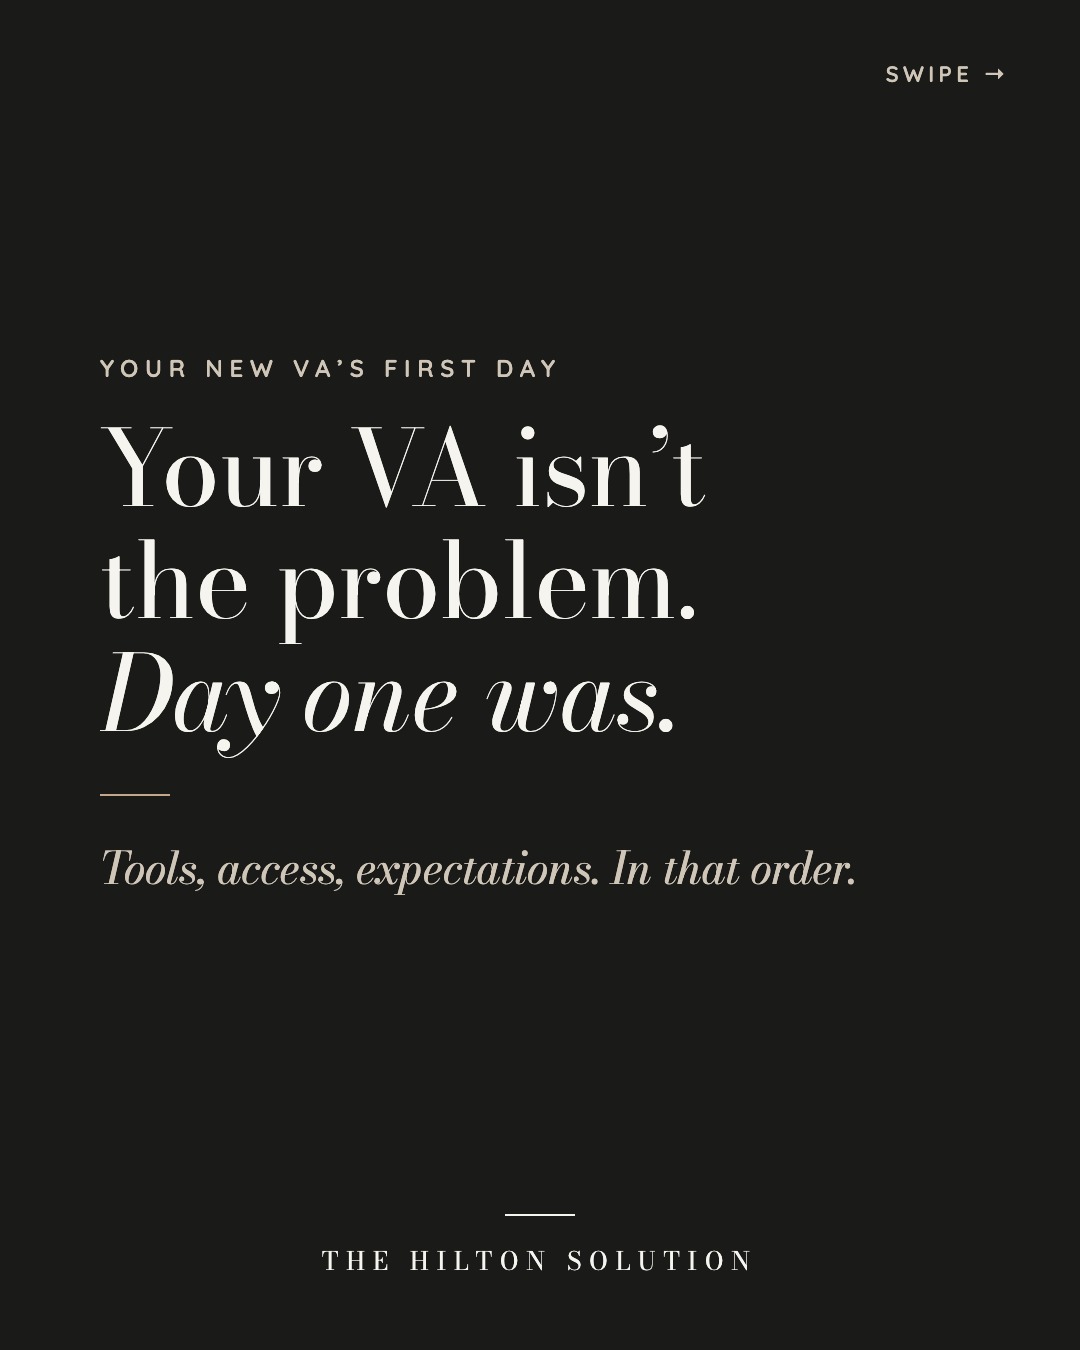 SWIPE →
YOUR NEW VA’S FIRST DAY
Your VA isn’t
the problem.
Day one was.
Tools, access, expectations. In that order.
THE HILTON SOLUTION